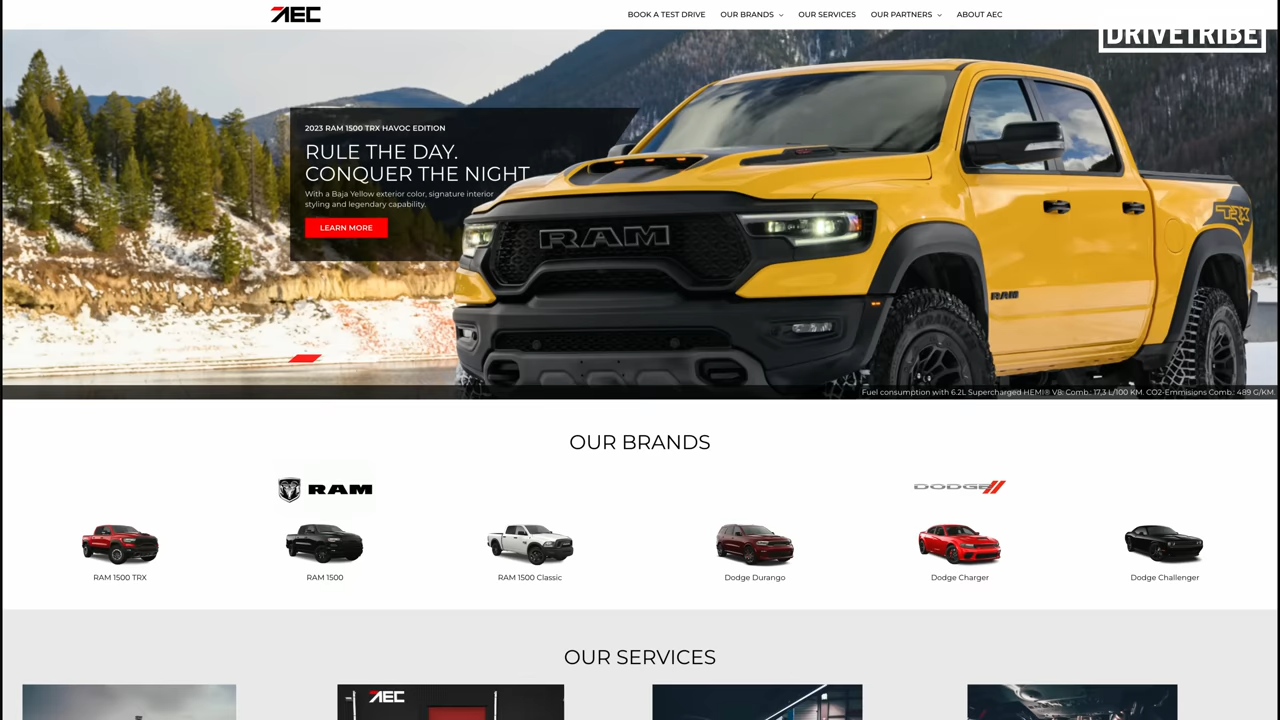 AEC
BOOK A TEST DRIVE
OUR BRANDS
OUR SERVICES
OUR PARTNERS
ABOUT AEC
DRIVETRIBE
2023 RAM 1500 TRX HAVOC EDITION
RULE THE DAY.
CONQUER THE NIGHT
With a Baja Yellow exterior color, signature interior
styling and legendary capability.
LEARN MORE
RAM
TRX
RAM
Fuel consumption with 6.2L Supercharged HEMI® V8: Comb.: 17,3 L/100 KM. CO2-Emmisions Comb.: 489 G/KM
OUR BRANDS
RAM
DODGE
RAM 1500 TRX
RAM 1500
RAM 1500 Classic
Dodge Durango
Dodge Charger
Dodge Challenger
OUR SERVICES
AEC